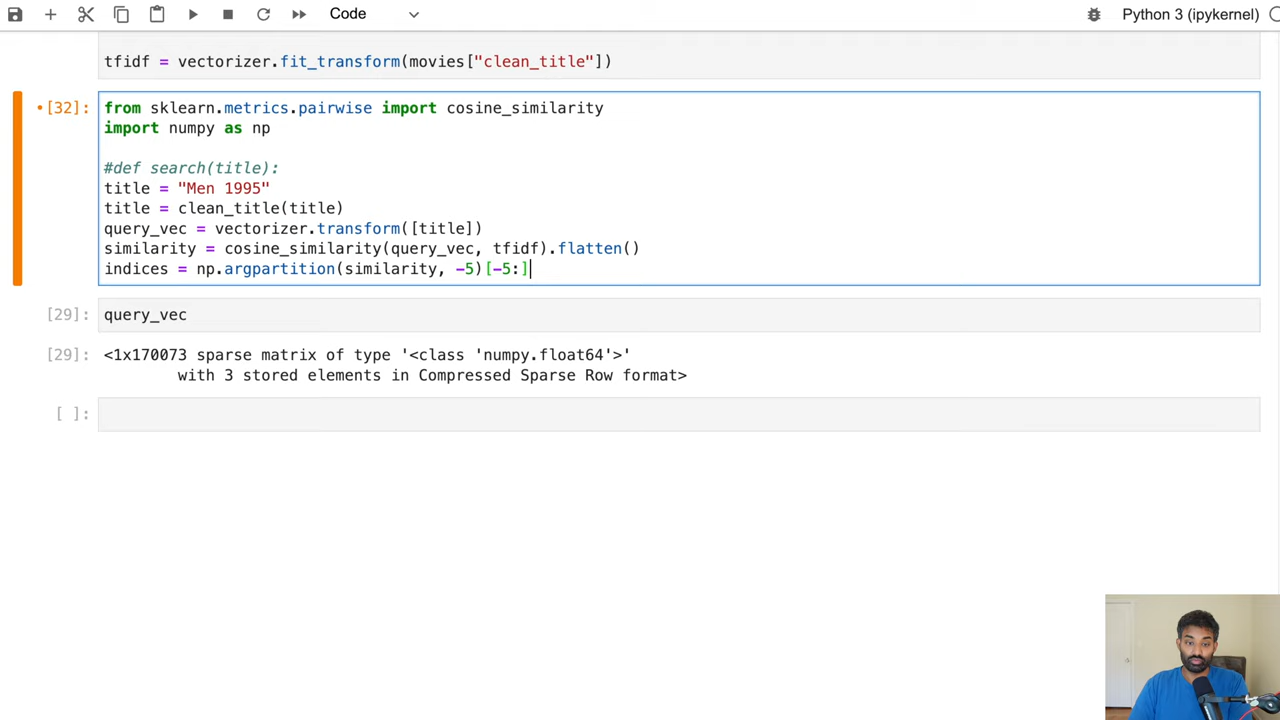 Code
Python 3 (ipykernel)
tfidf = vectorizer.fit_transform(movies["clean_title"])
[32]:
from sklearn.metrics.pairwise import cosine_similarity
import numpy as np
#def search(title):
title = "Men 1995"
title = clean_title(title)
query_vec = vectorizer.transform([title])
similarity = cosine_similarity(query_vec, tfidf).flatten()
indices = np.argpartition(similarity, -5)[-5:]
[29]:
query_vec
[29]:
<1x170073 sparse matrix of type '<class 'numpy.float64'>'
with 3 stored elements in Compressed Sparse Row format>
[ ]: